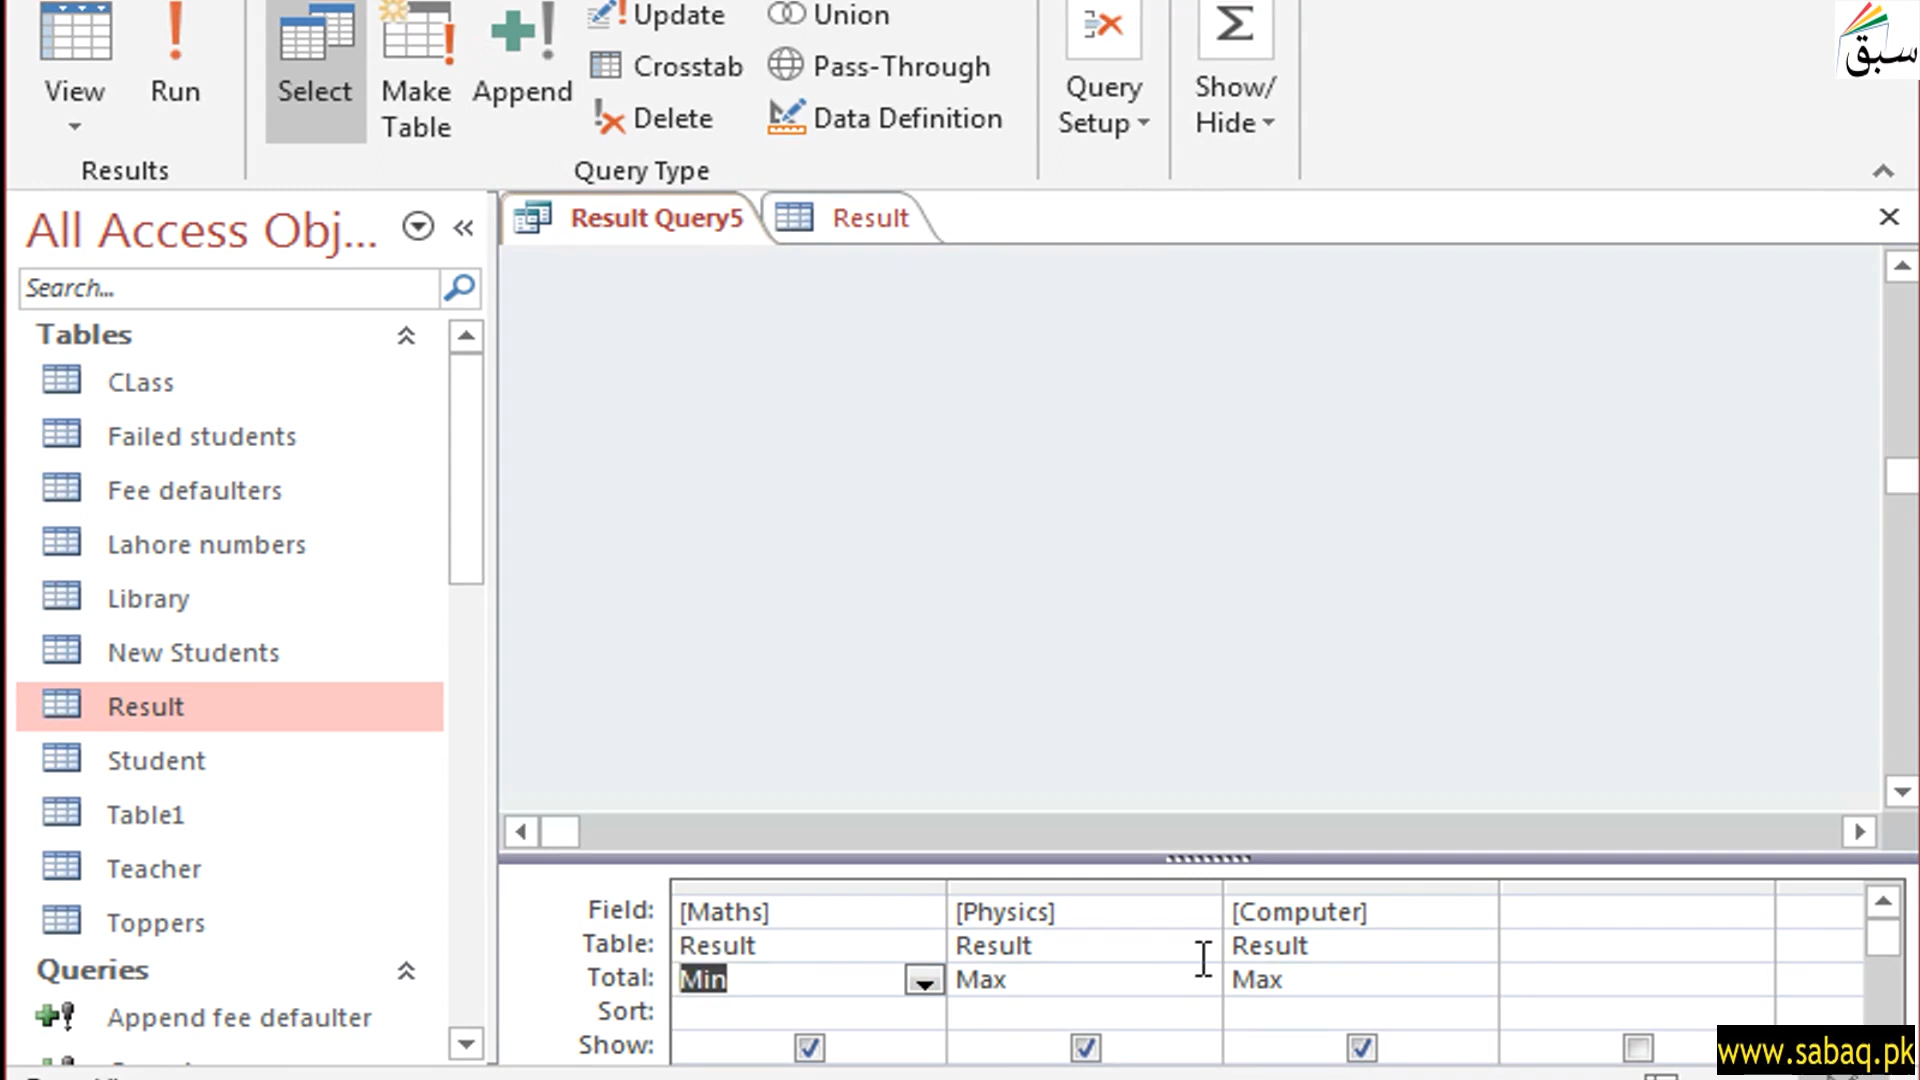 Update
Union
سبق
View
Run
Select
Make
Table
Append
Crosstab
Pass-Through
Delete
Data Definition
Query
Setup
Show/
Hide
Results
Query Type
All Access Obj...
Result Query5
Result
Search...
Tables
CLass
Failed students
Fee defaulters
Lahore numbers
Library
New Students
Result
Student
Table1
Teacher
Toppers
Queries
Append fee defaulter
Field: [Maths] [Physics] [Computer]
Table: Result Result Result
Total: Min Max Max
Sort:
Show:
www.sabaq.pk